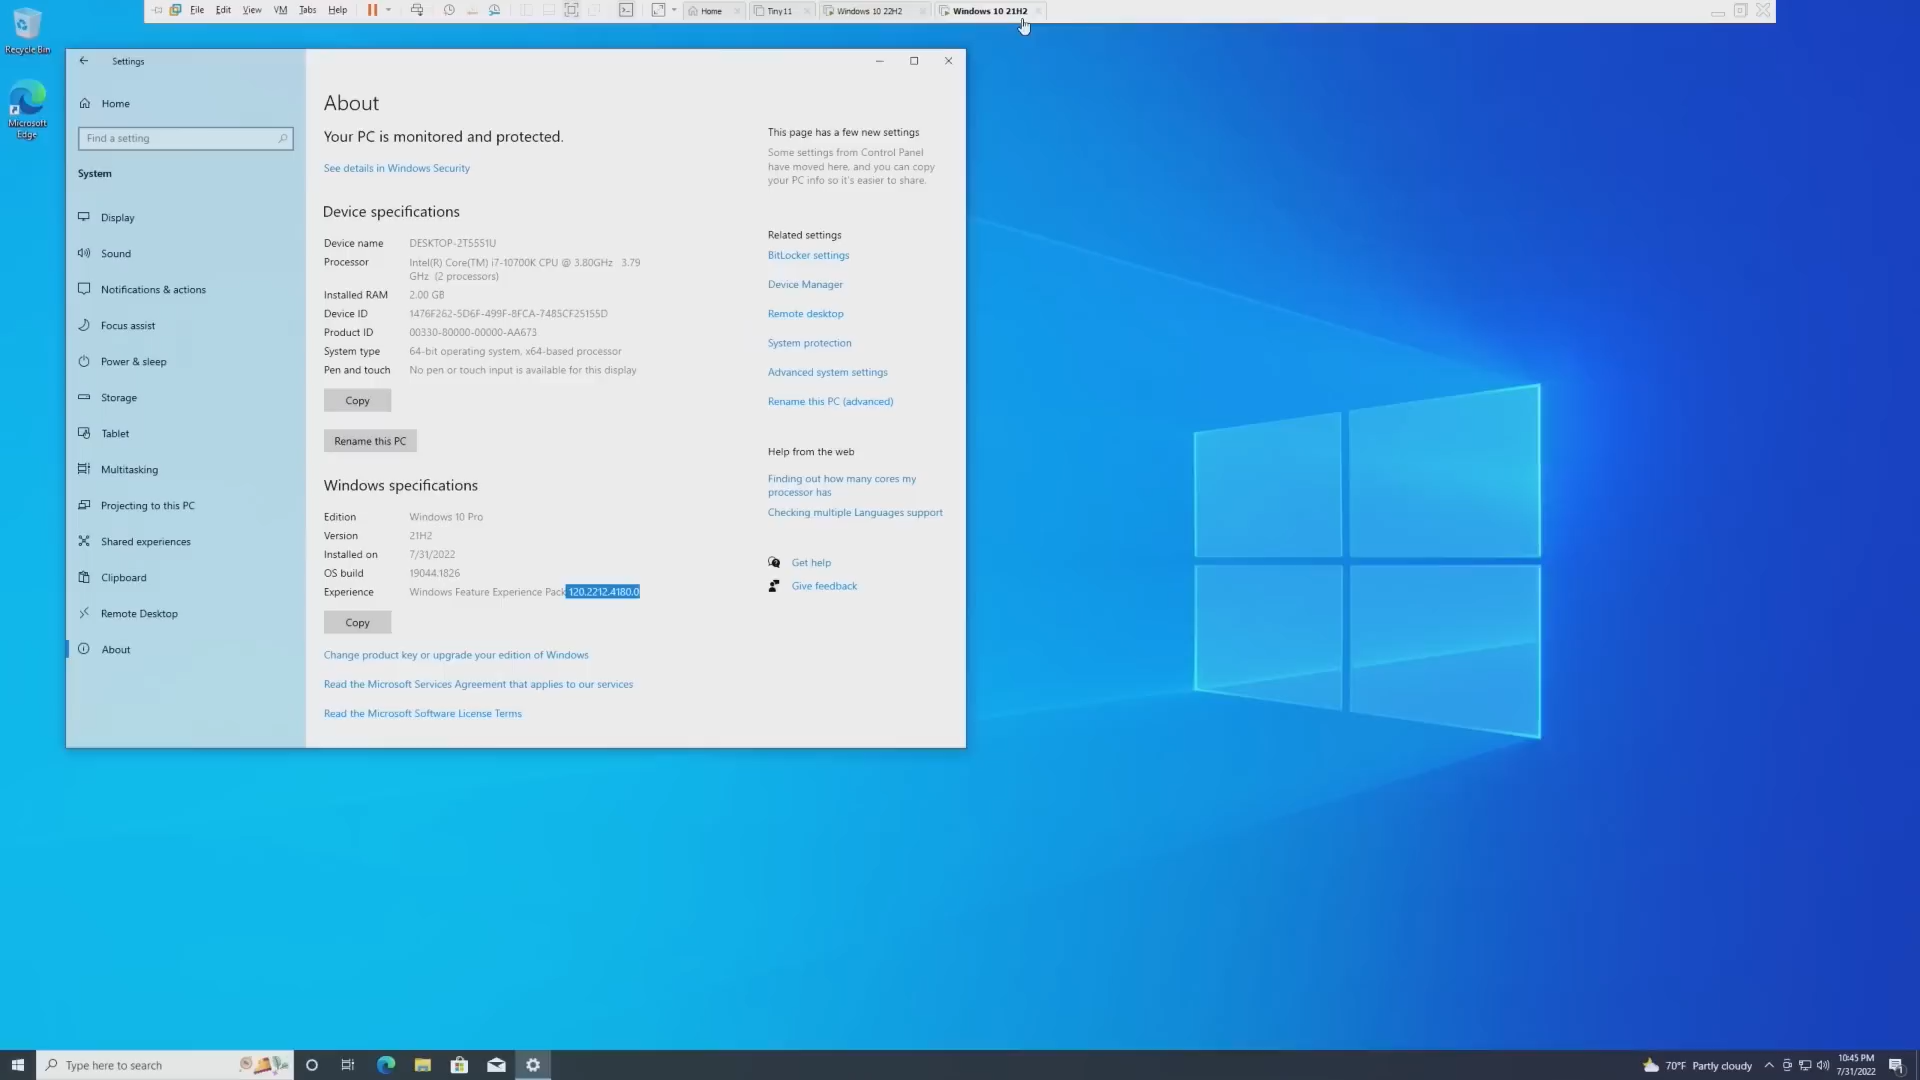 File Edit View VM Tabs Help
Home
Tiny11
Windows 10 22H2
Windows 10 21H2
Recycle Bin
Microsoft
Edge
Settings
Home
Find a setting
System
Display
Sound
Notifications & actions
Focus assist
Power & sleep
Storage
Tablet
Multitasking
Projecting to this PC
Shared experiences
Clipboard
Remote Desktop
About
About
Your PC is monitored and protected.
See details in Windows Security
Device specifications
Device name DESKTOP-2T5551U
Processor Intel(R) Core(TM) i7-10700K CPU @ 3.80GHz 3.79
GHz (2 processors)
Installed RAM 2.00 GB
Device ID 1476F262-5D6F-499F-8FCA-7485CF25155D
Product ID 00330-80000-00000-AA673
System type 64-bit operating system, x64-based processor
Pen and touch No pen or touch input is available for this display
Copy
Rename this PC
Windows specifications
Edition Windows 10 Pro
Version 21H2
Installed on 7/31/2022
OS build 19044.1826
Experience Windows Feature Experience Pack 120.2212.4180.0
Copy
Change product key or upgrade your edition of Windows
Read the Microsoft Services Agreement that applies to our services
Read the Microsoft Software License Terms
This page has a few new settings
Some settings from Control Panel
have moved here, and you can copy
your PC info so it's easier to share.
Related settings
BitLocker settings
Device Manager
Remote desktop
System protection
Advanced system settings
Rename this PC (advanced)
Help from the web
Finding out how many cores my
processor has
Checking multiple Languages support
Get help
Give feedback
Type here to search
70°F Partly cloudy
10:45 PM
7/31/2022